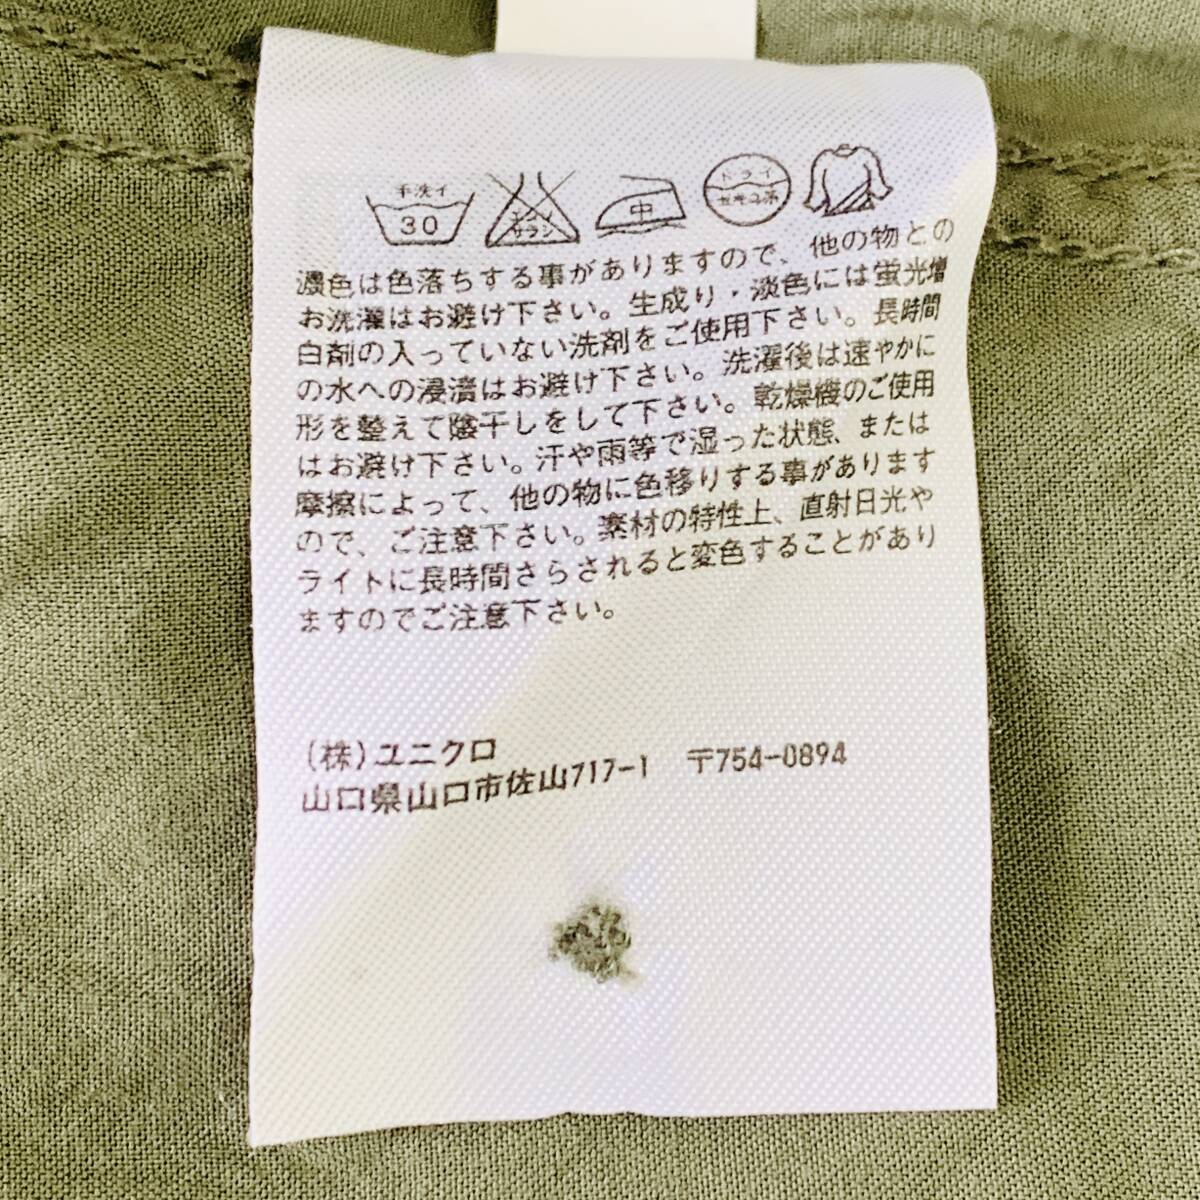 手洗イ
30
エンソ
サラシ
中
ドライ
セキユ系
濃色は色落ちする事がありますので、他の物との
お洗濯はお避け下さい。生成り・淡色には蛍光増
白剤の入っていない洗剤をご使用下さい。長時間
の水への浸漬はお避け下さい。洗濯後は速やかに
形を整えて陰干しをして下さい。乾燥機のご使用
はお避け下さい。汗や雨等で湿った状態、または
摩擦によって、他の物に色移りする事があります
ので、ご注意下さい。素材の特性上、直射日光や
ライトに長時間さらされると変色することがあり
ますのでご注意下さい。
(株)ユニクロ
山口県山口市佐山717-1 〒754-0894